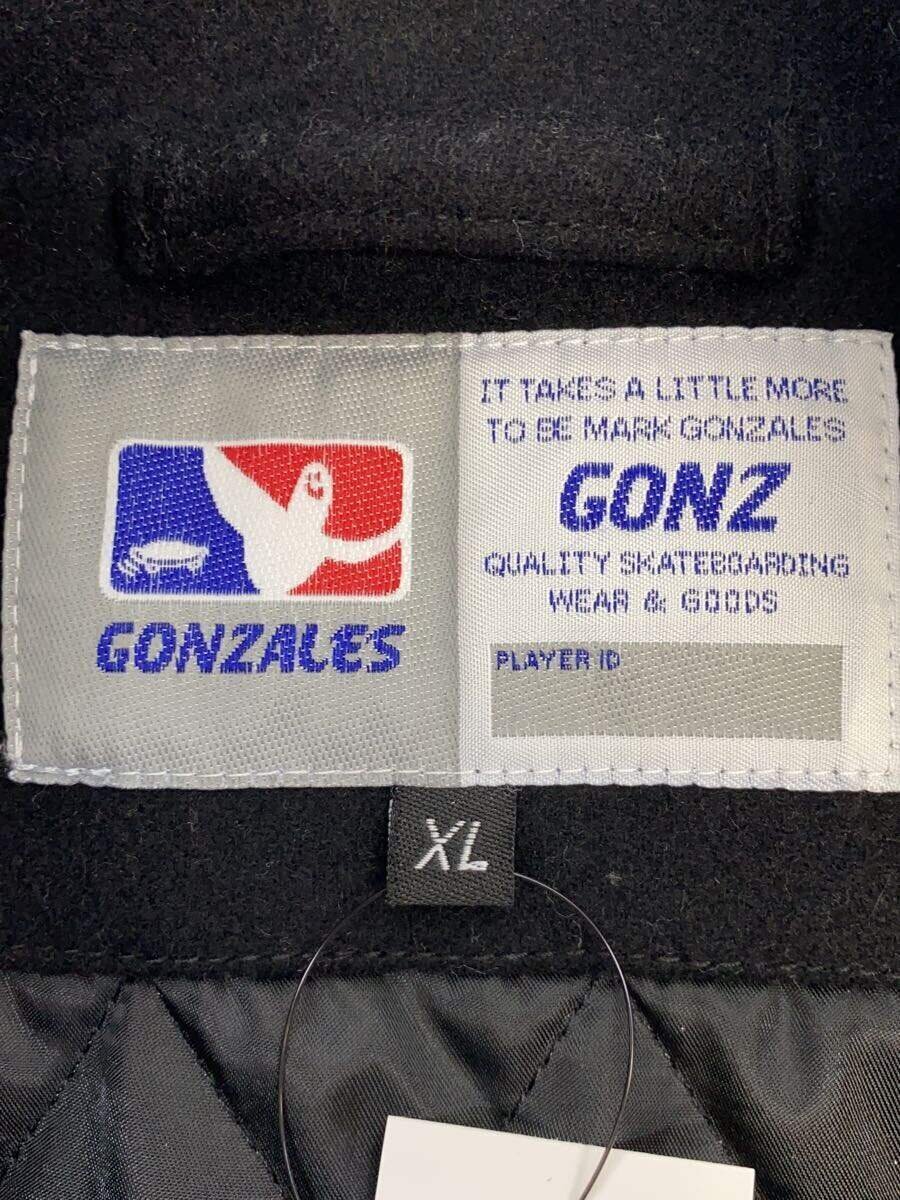 GONZALES
IT TAKES A LITTLE MORE
TO BE MARK GONZALES
GONZ
QUALITY SKATEBOARDING
WEAR & GOODS
PLAYER ID
XL